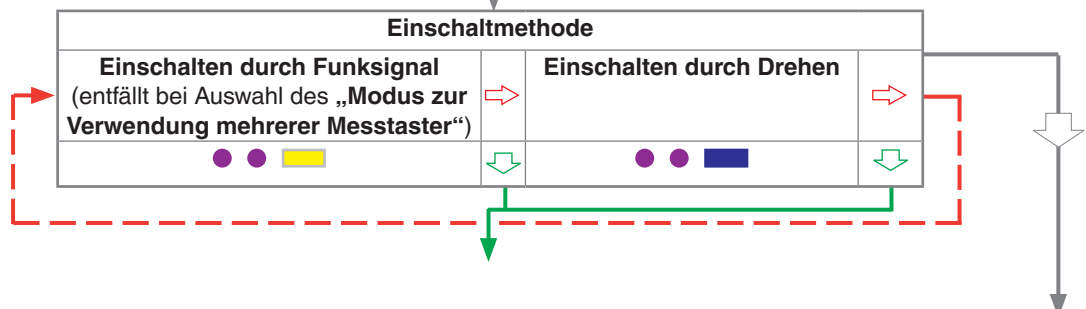 Einschaltmethode
Einschalten durch Funksignal
(entfällt bei Auswahl des „Modus zur
Verwendung mehrerer Messtaster“)
Einschalten durch Drehen